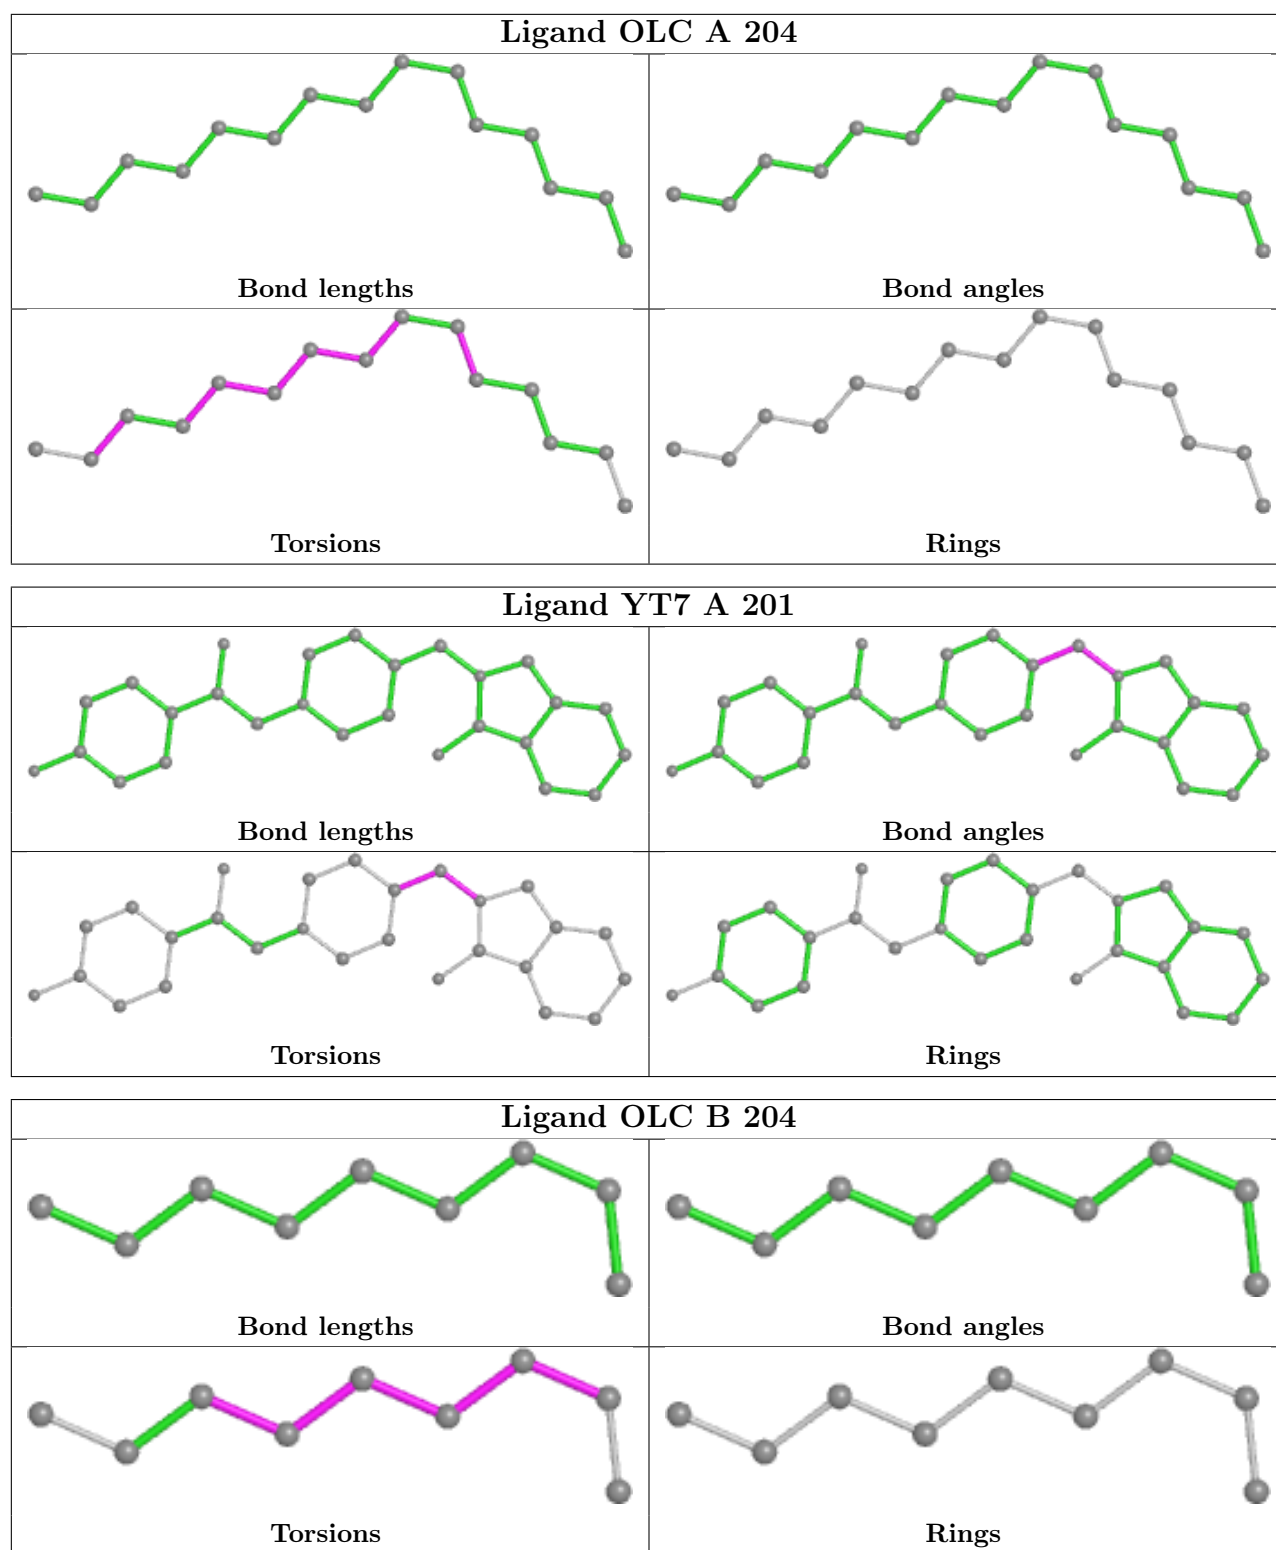 Ligand OLC A 204
Bond lengths
Bond angles
Torsions
Rings
Ligand YT7 A 201
Bond lengths
Bond angles
Torsions
Rings
Ligand OLC B 204
Bond lengths
Bond angles
Torsions
Rings